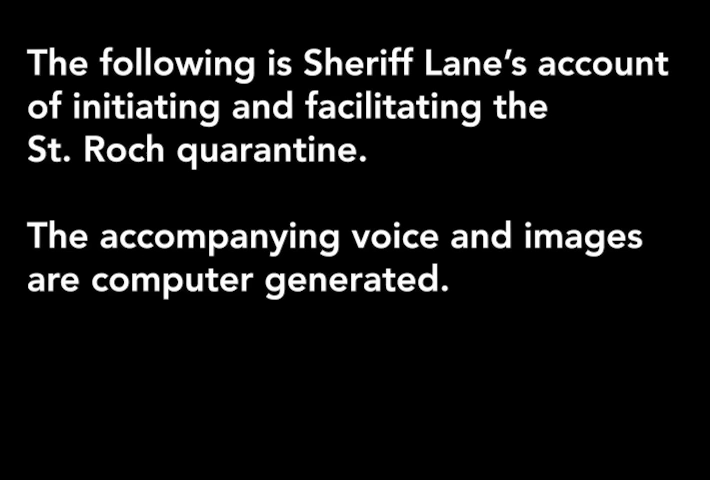 The following is Sheriff Lane’s account
of initiating and facilitating the
St. Roch quarantine.
The accompanying voice and images
are computer generated.